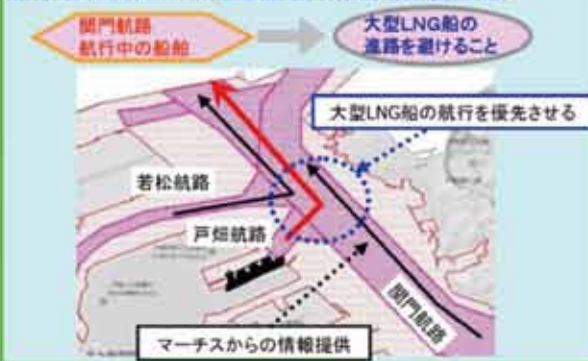 関門航路
航行中の船舶
大型LNG船の
進路を避けること
大型LNG船の航行を優先させる
若松航路
戸畑航路
関門航路
マーチスからの情報提供